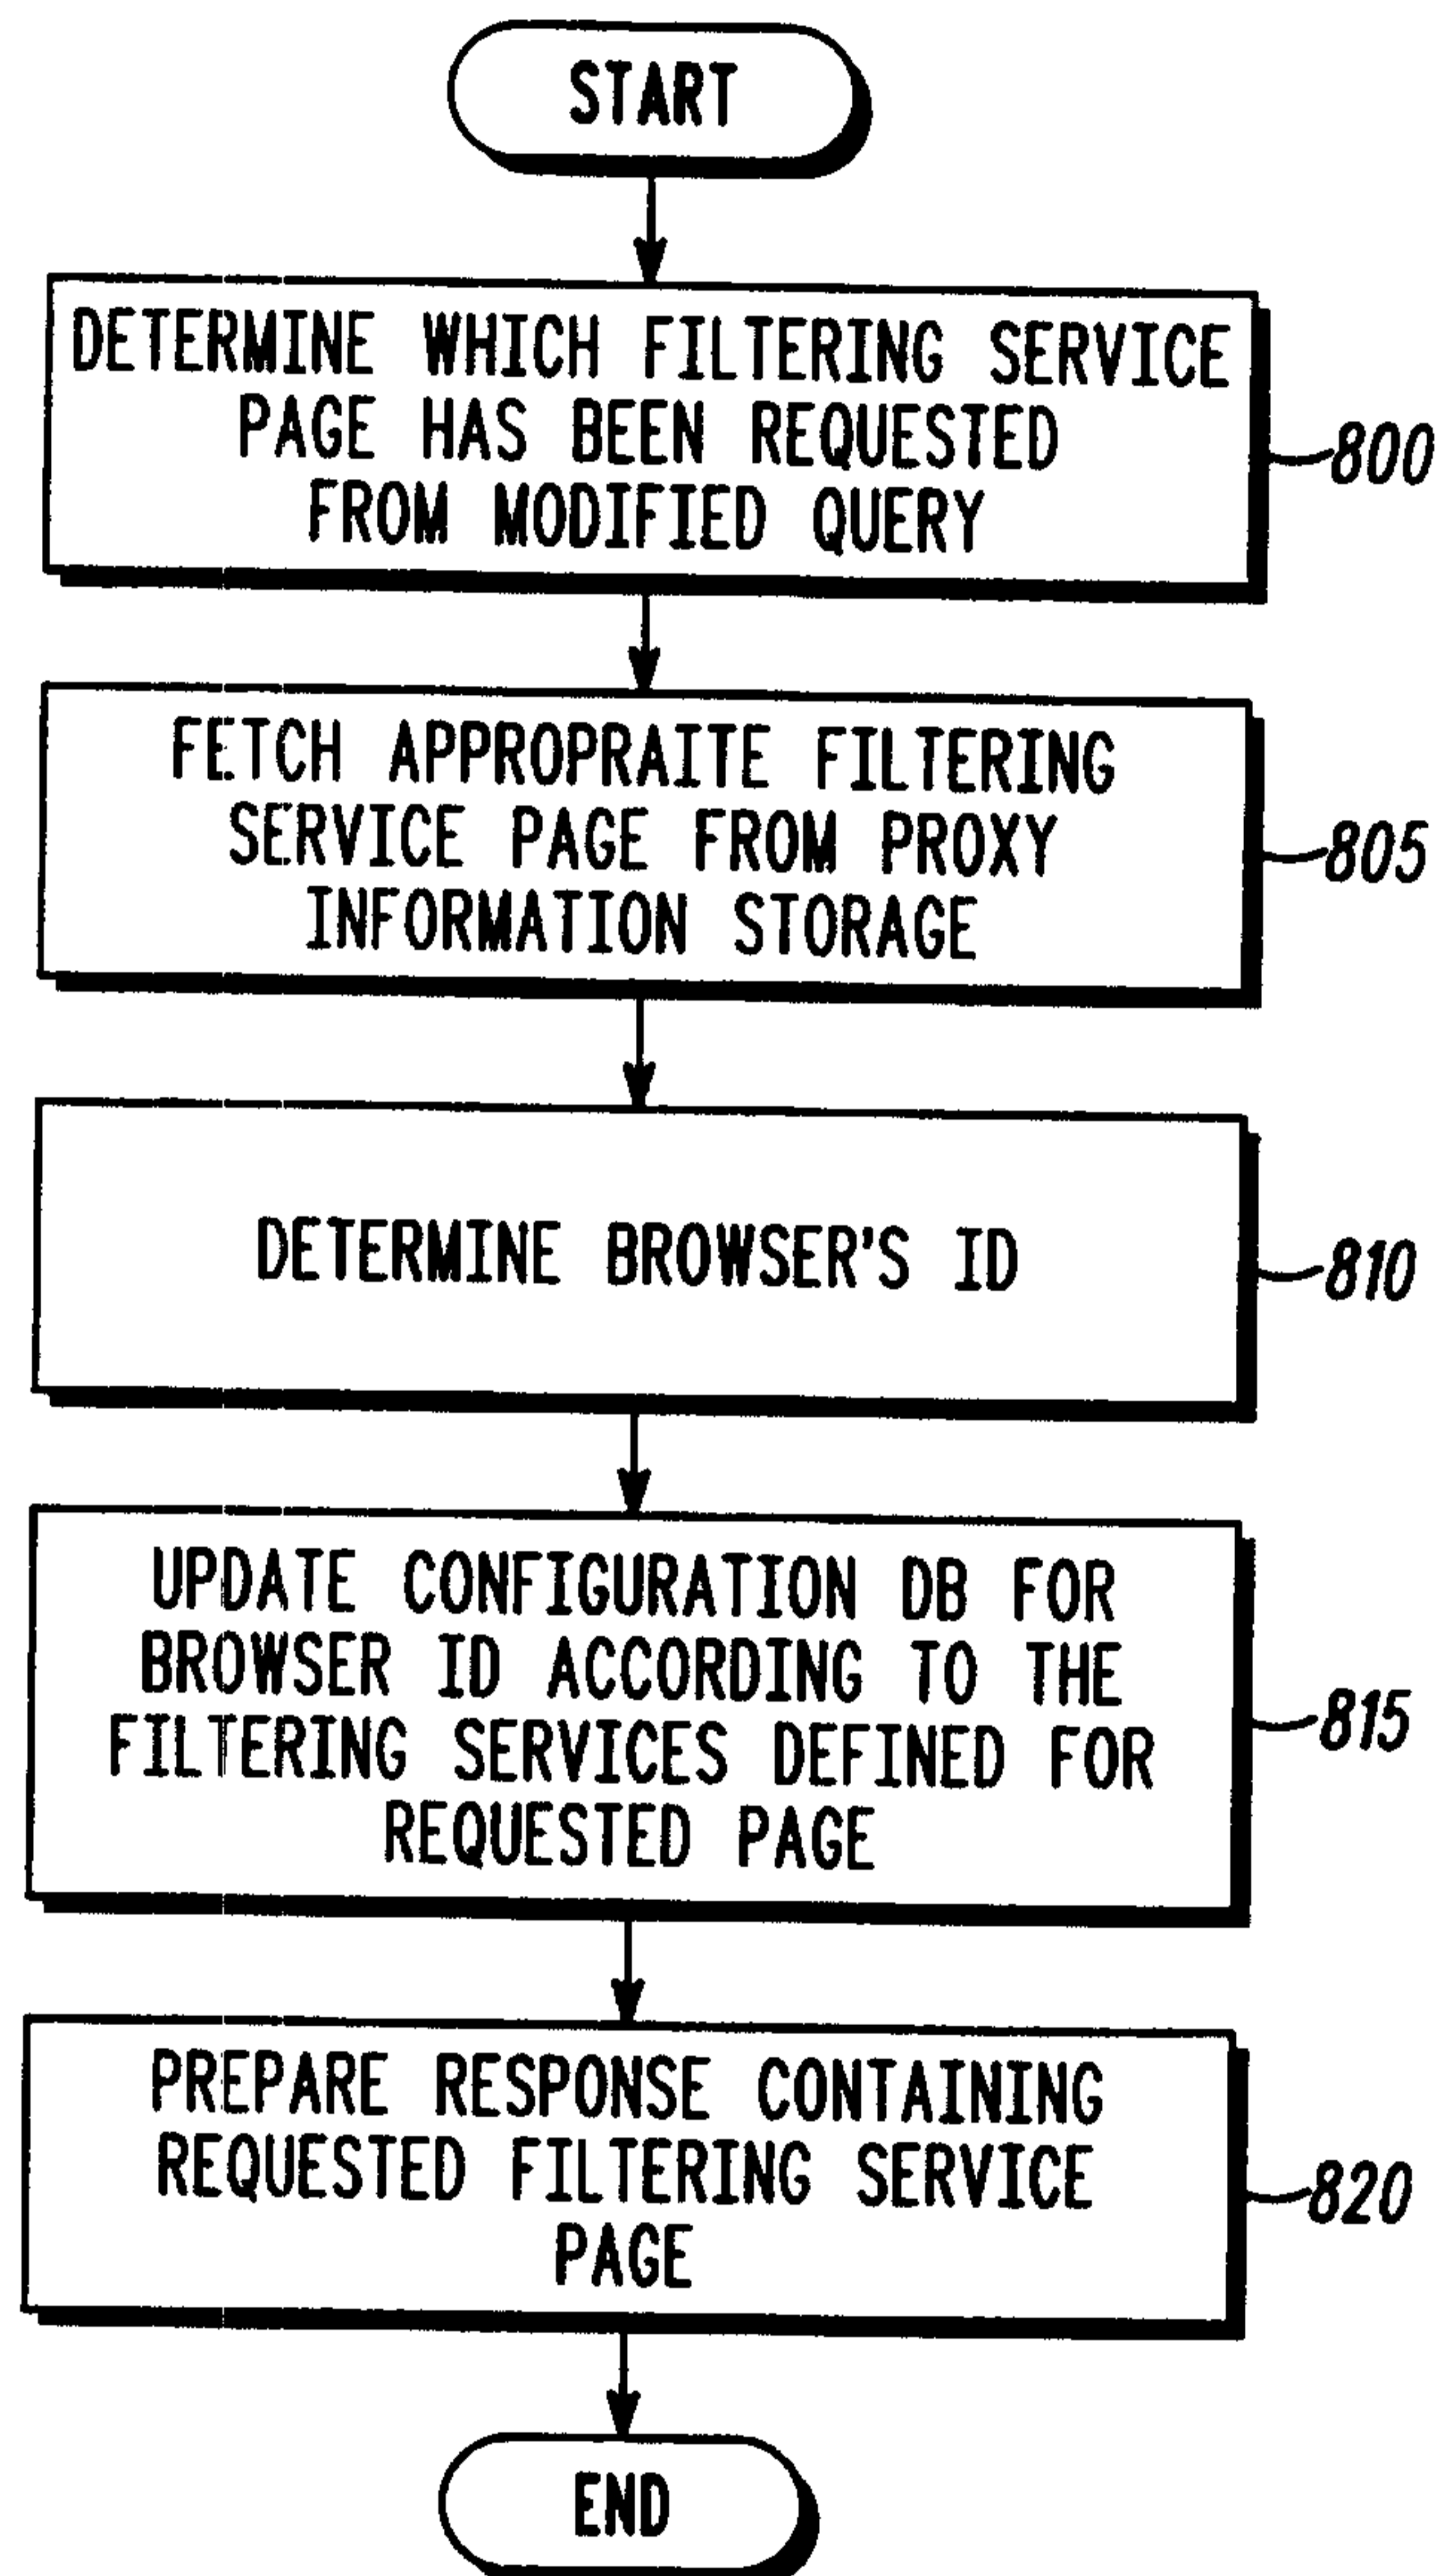 START
DETERMINE WHICH FILTERING SERVICE
PAGE HAS BEEN REQUESTED
FROM MODIFIED QUERY
800
FETCH APPROPRAITE FILTERING
SERVICE PAGE FROM PROXY
INFORMATION STORAGE
805
DETERMINE BROWSER'S ID
810
UPDATE CONFIGURATION DB FOR
BROWSER ID ACCORDING TO THE
FILTERING SERVICES DEFINED FOR
REQUESTED PAGE
815
PREPARE RESPONSE CONTAINING
REQUESTED FILTERING SERVICE
PAGE
820
END